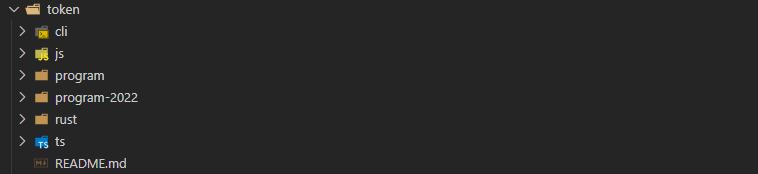 token
cli
js
program
program-2022
rust
ts
README.md